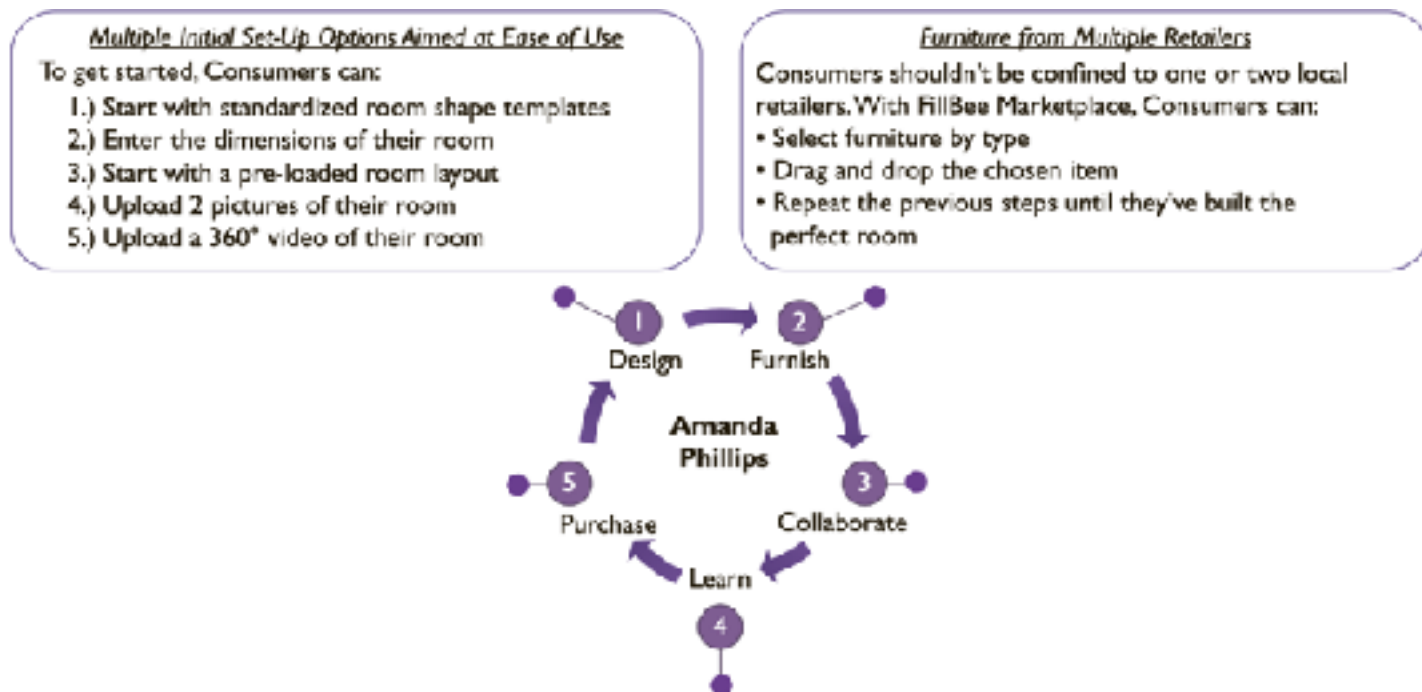 Multiple Initial Set-Up Options Aimed at Ease of Use
To get started, Consumers can:
1.) Start with standardized room shape templates
2.) Enter the dimensions of their room
3.) Start with a pre-loaded room layout
4.) Upload 2 pictures of their room
5.) Upload a 360° video of their room
Furniture from Multiple Retailers
Consumers shouldn't be confined to one or two local
retailers. With FillBee Marketplace, Consumers can:
• Select furniture by type
• Drag and drop the chosen item
• Repeat the previous steps until they've built the
perfect room
1
Design
2
Furnish
Amanda
Phillips
5
Purchase
3
Collaborate
Learn
4